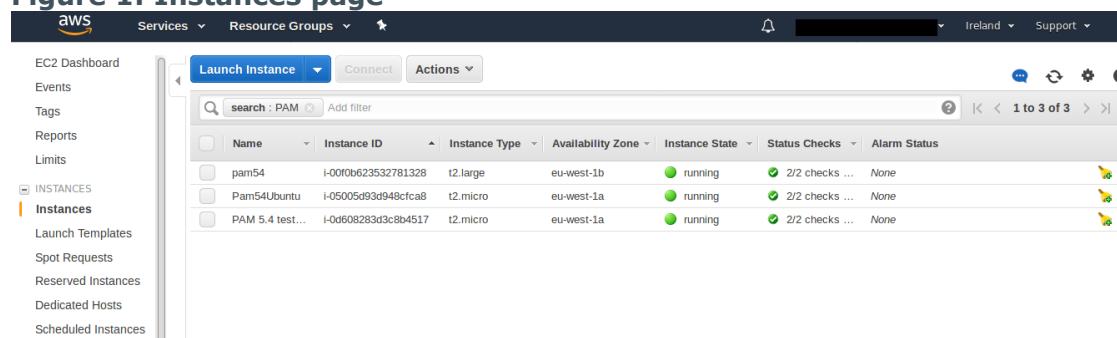 Figure 1: Instances page
aws Services Resource Groups Ireland Support
EC2 Dashboard
Events
Tags
Reports
Limits
INSTANCES
Instances
Launch Templates
Spot Requests
Reserved Instances
Dedicated Hosts
Scheduled Instances
Launch Instance Connect Actions
search : PAM Add filter 1 to 3 of 3
Name Instance ID Instance Type Availability Zone Instance State Status Checks Alarm Status
pam54 i-00f0b623532781328 t2.large eu-west-1b running 2/2 checks ... None
Pam54Ubuntu i-05005d93d948cfca8 t2.micro eu-west-1a running 2/2 checks ... None
PAM 5.4 test... i-0d608283d3c8b4517 t2.micro eu-west-1a running 2/2 checks ... None